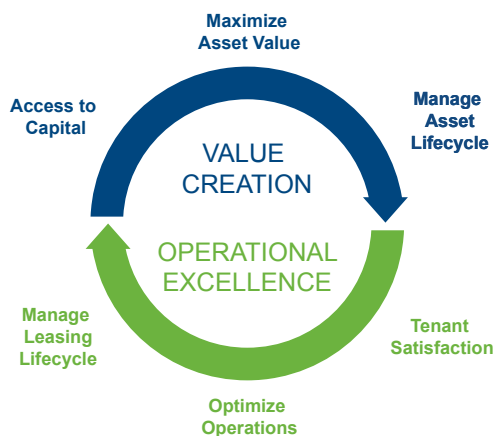 Maximize
Asset Value
Access to
Capital
Manage
Asset
Lifecycle
VALUE
CREATION
OPERATIONAL
EXCELLENCE
Manage
Leasing
Lifecycle
Tenant
Satisfaction
Optimize
Operations